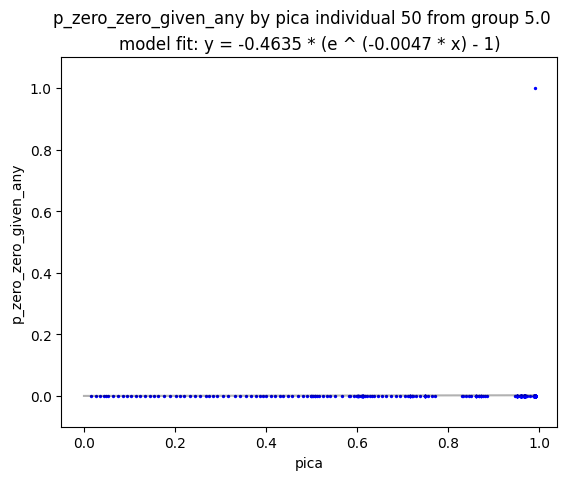 p_zero_zero_given_any by pica individual 50 from group 5.0
model fit: y = -0.4635 * (e ^ (-0.0047 * x) - 1)
1.0
0.8
0.6
0.4
0.2
0.0
p_zero_zero_given_any
0.0 0.2 0.4 0.6 0.8 1.0
pica